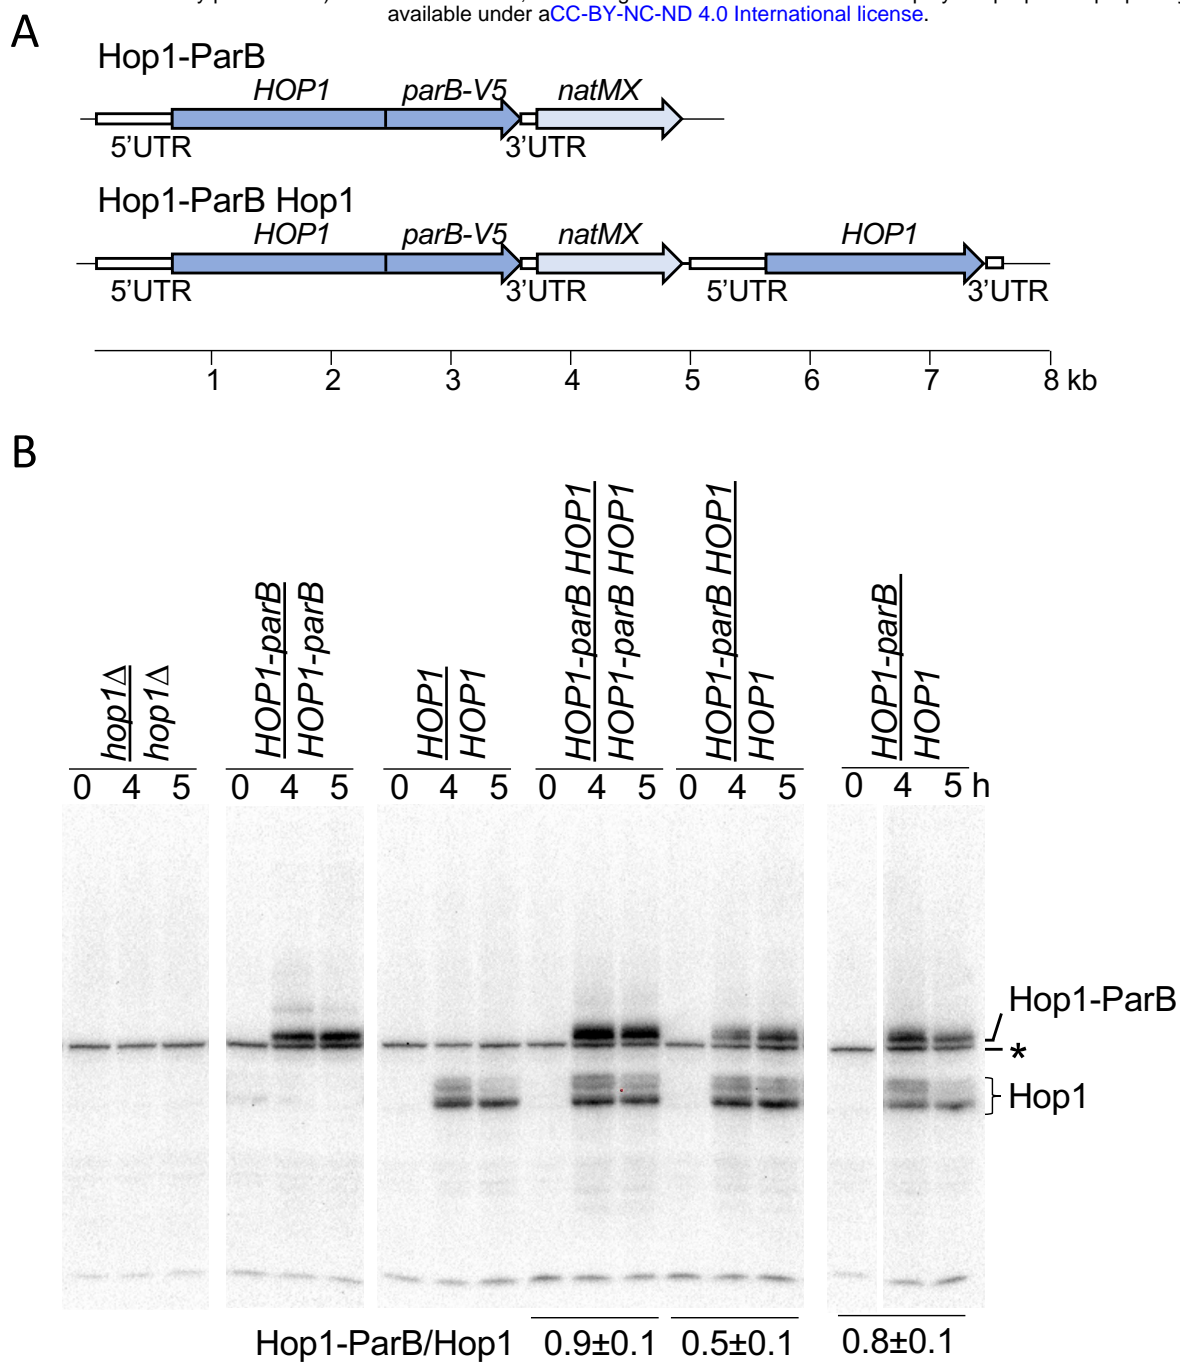 available under aCC-BY-NC-ND 4.0 International license.
A
Hop1-ParB
HOP1 parB-V5 natMX
5'UTR 3'UTR
Hop1-ParB Hop1
HOP1 parB-V5 natMX HOP1
5'UTR 3'UTR 5'UTR 3'UTR
1 2 3 4 5 6 7 8 kb
B
hop1Δ
hop1Δ
HOP1-parB
HOP1-parB
HOP1
HOP1
HOP1-parB HOP1
HOP1-parB HOP1
HOP1-parB HOP1
HOP1
HOP1-parB
HOP1
0 4 5 0 4 5 0 4 5 0 4 5 0 4 5 0 4 5 h
Hop1-ParB
*
Hop1
Hop1-ParB/Hop1 0.9±0.1 0.5±0.1 0.8±0.1